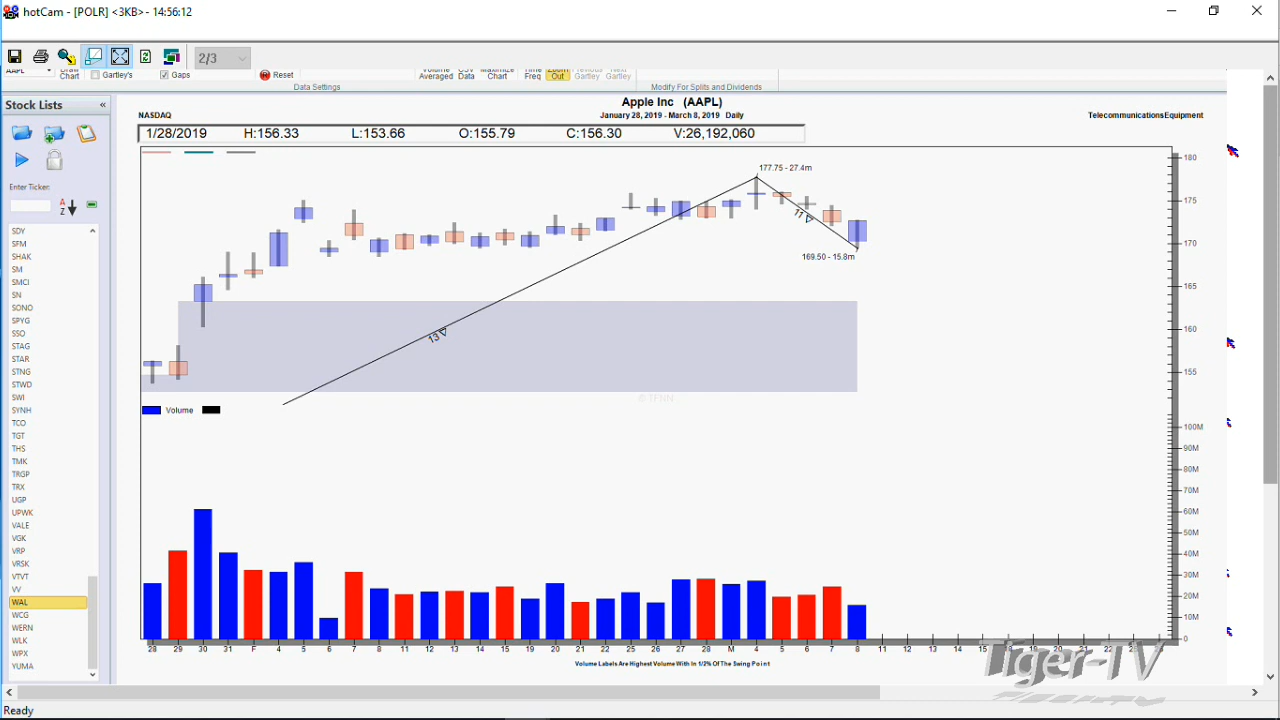 hotCam - [POLR] <3KB>- 14:56:12
2/3
AAPL Draw Chart Gartley's Gaps Reset Volume Averaged CSV Data Maximize Chart Time Freq Zoom Out Previous Gartley Next Gartley
Data Settings Modify For Splits and Dividends
Stock Lists «
Enter Ticker:
A Z
SDY
SFM
SHAK
SM
SMCI
SN
SONO
SPYG
SSO
STAG
STAR
STNG
STWD
SWI
SYNH
TCO
TGT
THS
TMK
TRGP
TRX
UGP
UPWK
VALE
VGK
VRP
VRSK
VTVT
VV
WAL
WCG
WERN
WLK
WPX
YUMA
Apple Inc (AAPL)
NASDAQ January 28, 2019 - March 8, 2019 Daily TelecommunicationsEquipment
1/28/2019 H:156.33 L:153.66 O:155.79 C:156.30 V:26,192,060
177.75 - 27.4m
11
169.50 - 15.8m
13
180
175
170
165
160
155
© TFNN
Volume
100M
90M
80M
70M
60M
50M
40M
30M
20M
10M
0
28 29 30 31 F 4 5 6 7 8 11 12 13 14 15 19 20 21 22 25 26 27 28 M 4 5 6 7 8 11 12 13 14 15 18 19 20 21 22
Volume Labels Are Highest Volume With In 1/2% Of The Swing Point
Tiger-TV
Ready